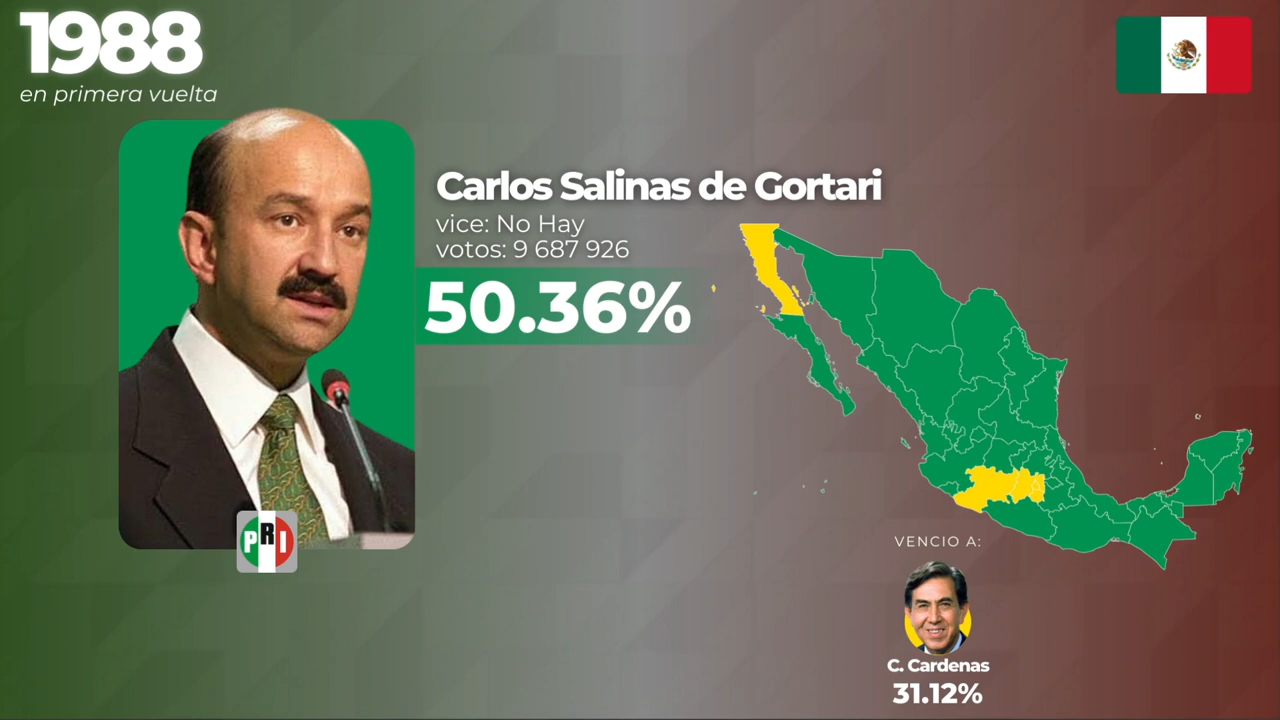 1988
en primera vuelta
Carlos Salinas de Gortari
vice: No Hay
votos: 9 687 926
50.36%
PRI
VENCIO A:
C. Cardenas
31.12%